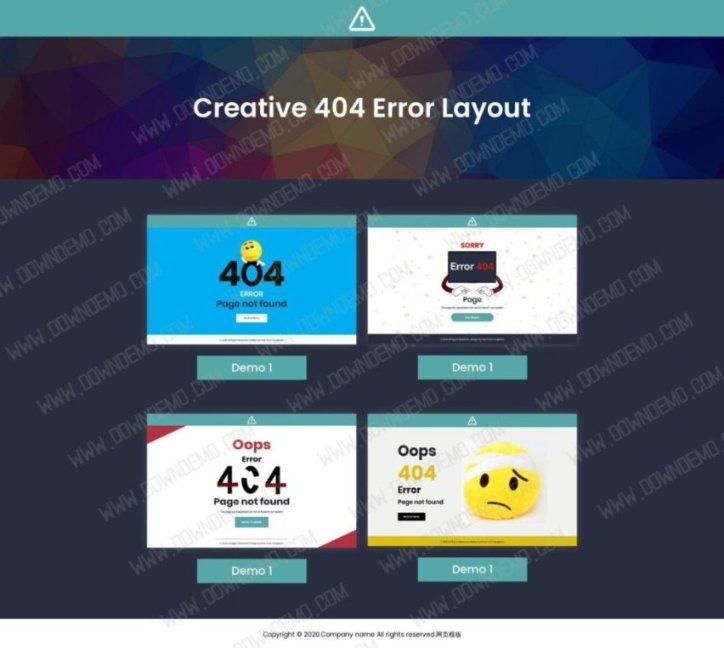 Creative 404 Error Layout
404
ERROR
Page not found
Demo 1
SORRY
Error 404
Page
Demo 1
Oops
Error
404
Page not found
Demo 1
Oops
404
Error
Page not found
Demo 1
Copyright © 2020.Company name All rights reserved.网页模板
WWW.DOWNDEMO.COM